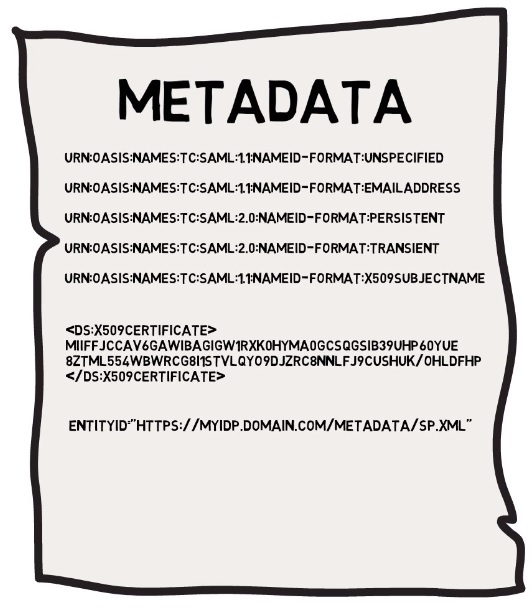 METADATA
URN:OASIS:NAMES:TC:SAML:1.1:NAMEID-FORMAT:UNSPECIFIED
URN:OASIS:NAMES:TC:SAML:1.1:NAMEID-FORMAT:EMAILADDRESS
URN:OASIS:NAMES:TC:SAML:2.0:NAMEID-FORMAT:PERSISTENT
URN:OASIS:NAMES:TC:SAML:2.0:NAMEID-FORMAT:TRANSIENT
URN:OASIS:NAMES:TC:SAML:1.1:NAMEID-FORMAT:X509SUBJECTNAME
<DS:X509CERTIFICATE>
MIIFFJCCAV6GAWIBAGIGW1RXK0HYMA0GCSQGSIB39UHP60YUE
8ZTML554WBWRCG8I1STVLQYO9DJZRC8NNLFJ9CUSHUK/OHLDFHP
</DS:X509CERTIFICATE>
ENTITYID="HTTPS://MYIDP.DOMAIN.COM/METADATA/SP.XML"